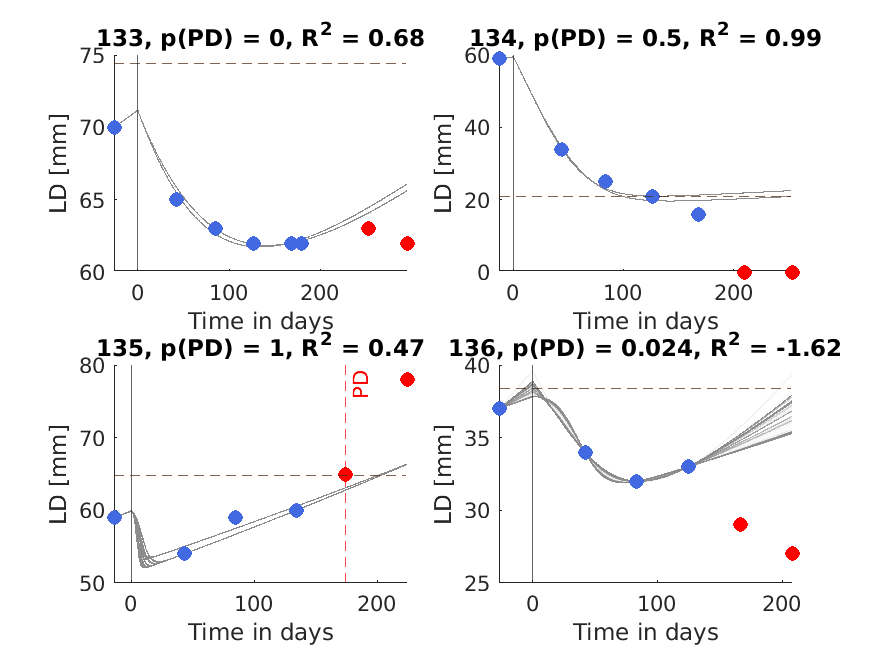 133, p(PD) = 0, R² = 0.68
75
70
65
60
LD [mm]
0
100
200
Time in days
134, p(PD) = 0.5, R² = 0.99
60
40
20
0
LD [mm]
0
100
200
Time in days
135, p(PD) = 1, R² = 0.47
80
70
60
50
LD [mm]
PD
0
100
200
Time in days
136, p(PD) = 0.024, R² = -1.62
40
35
30
25
LD [mm]
0
100
200
Time in days